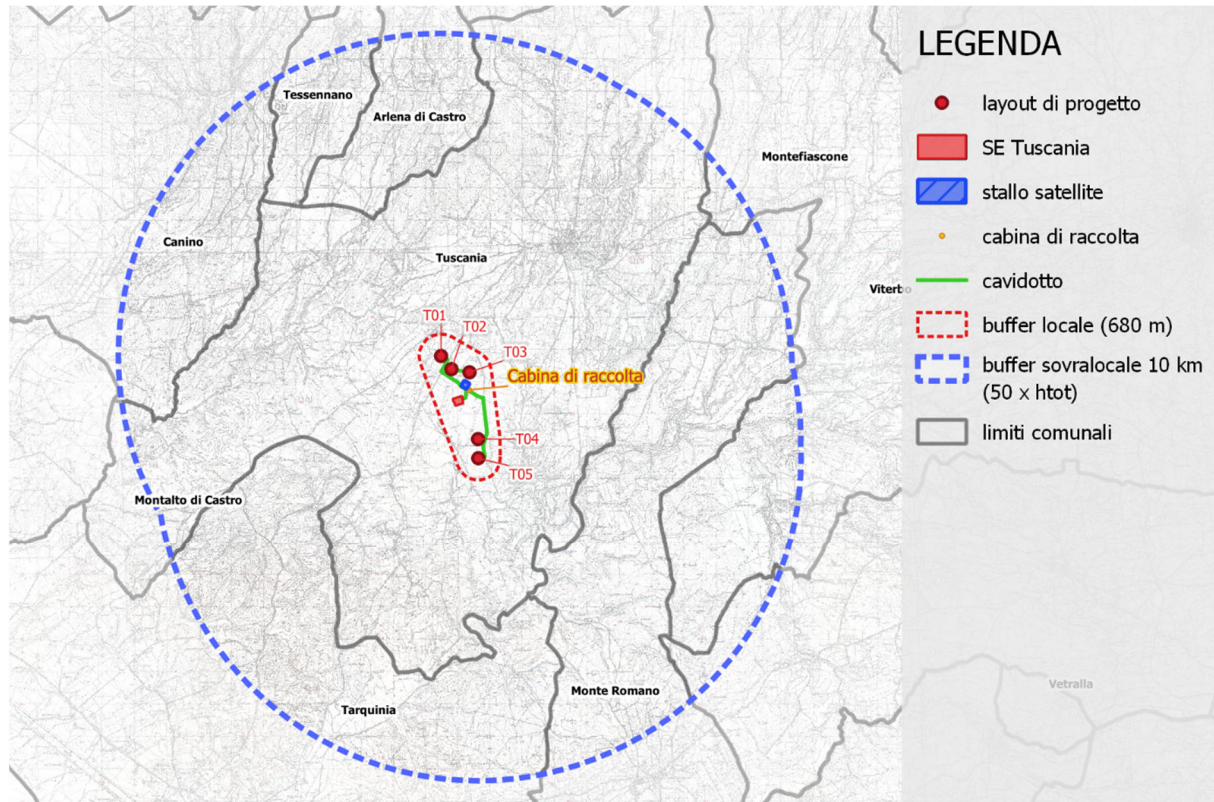 LEGENDA
layout di progetto
SE Tuscania
stallo satellite
cabina di raccolta
cavidotto
buffer locale (680 m)
buffer sovralocale 10 km
(50 x htot)
limiti comunali
Tessennano
Arlena di Castro
Montefiascone
Canino
Tuscania
Viterbo
T01
T02
T03
Cabina di raccolta
T04
T05
Montalto di Castro
Monte Romano
Tarquinia
Vetralla